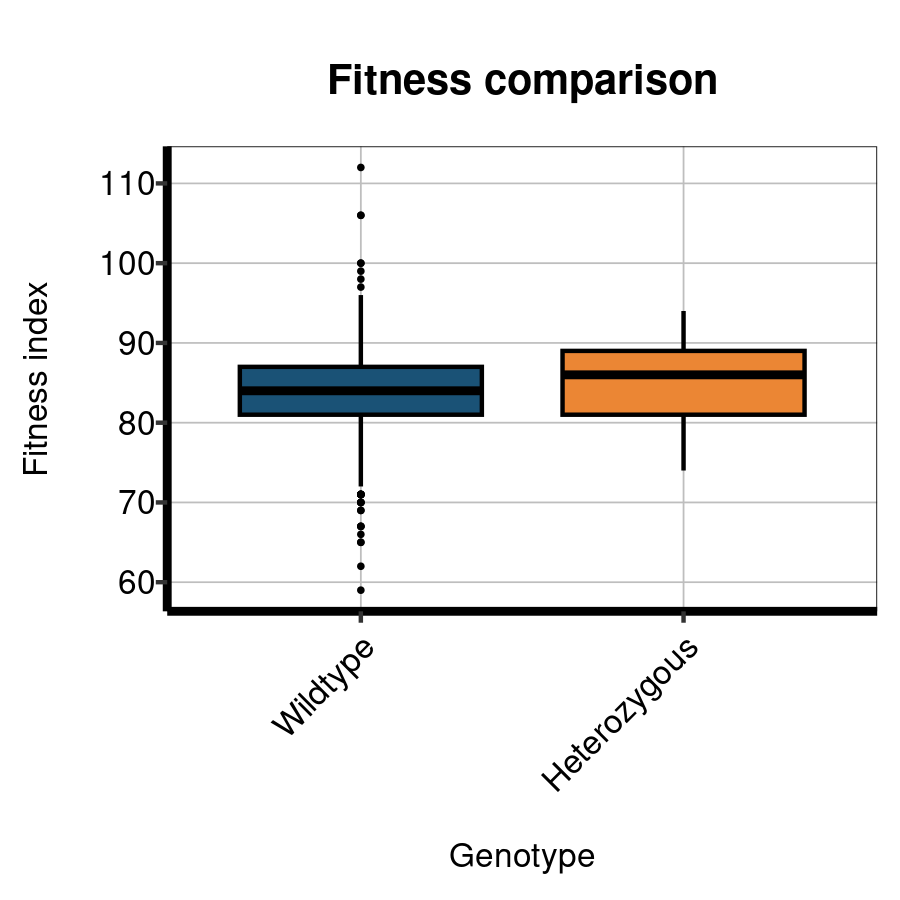 Fitness comparison
Fitness index
110
100
90
80
70
60
Wildtype
Heterozygous
Genotype